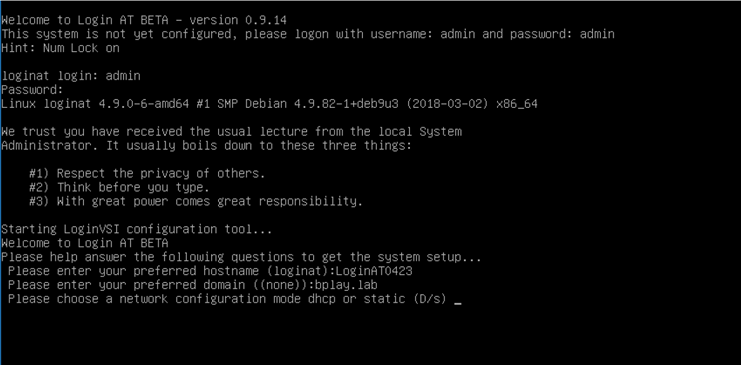 Welcome to Login AT BETA - version 0.9.14
This system is not yet configured, please logon with username: admin and password: admin
Hint: Num Lock on
loginat login: admin
Password:
Linux loginat 4.9.0-6-amd64 #1 SMP Debian 4.9.82-1+deb9u3 (2018-03-02) x86_64
We trust you have received the usual lecture from the local System
Administrator. It usually boils down to these three things:
#1) Respect the privacy of others.
#2) Think before you type.
#3) With great power comes great responsibility.
Starting LoginVSI configuration tool...
Welcome to Login AT BETA
Please help answer the following questions to get the system setup...
Please enter your preferred hostname (loginat):LoginAT0423
Please enter your preferred domain ((none)):bplay.lab
Please choose a network configuration mode dhcp or static (D/s) _